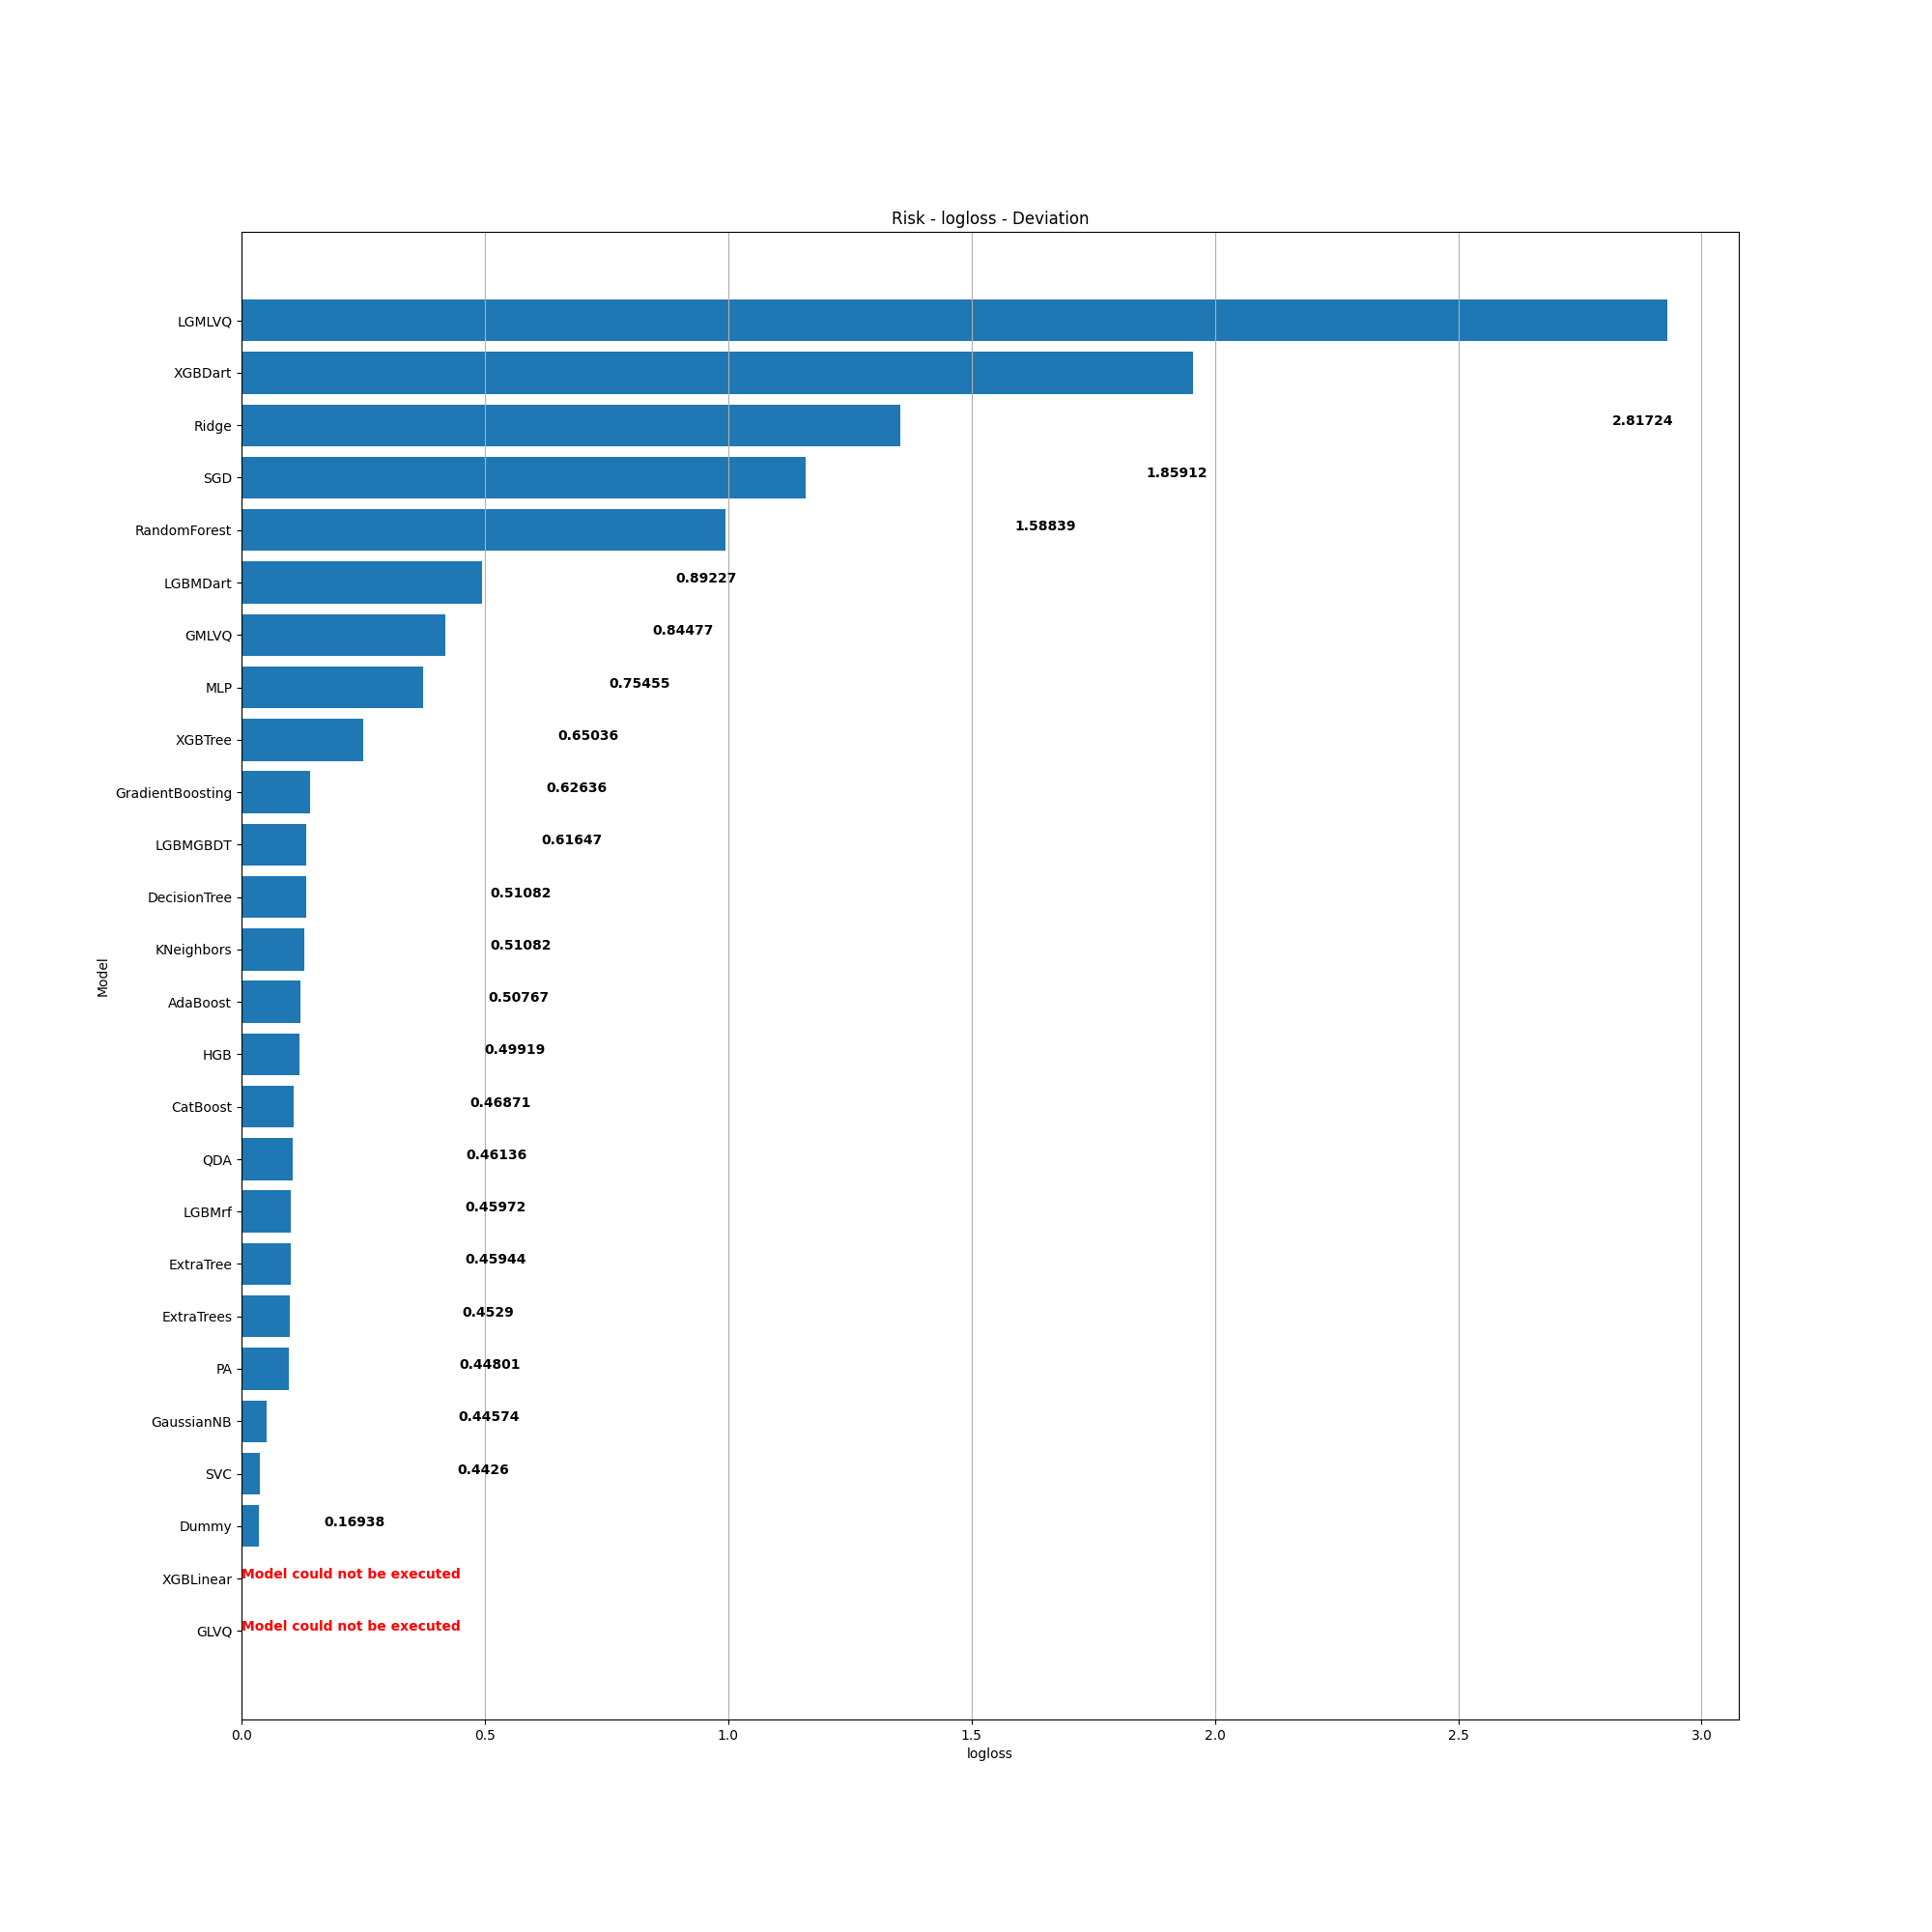 Risk - logloss - Deviation
LGMLVQ
XGBDart
Ridge 2.81724
SGD 1.85912
RandomForest 1.58839
LGBMDart 0.89227
GMLVQ 0.84477
MLP 0.75455
XGBTree 0.65036
GradientBoosting 0.62636
LGBMGBDT 0.61647
DecisionTree 0.51082
KNeighbors 0.51082
AdaBoost 0.50767
HGB 0.49919
CatBoost 0.46871
QDA 0.46136
LGBMrf 0.45972
ExtraTree 0.45944
ExtraTrees 0.4529
PA 0.44801
GaussianNB 0.44574
SVC 0.4426
Dummy 0.16938
XGBLinear Model could not be executed
GLVQ Model could not be executed
Model
0.0 0.5 1.0 1.5 2.0 2.5 3.0
logloss